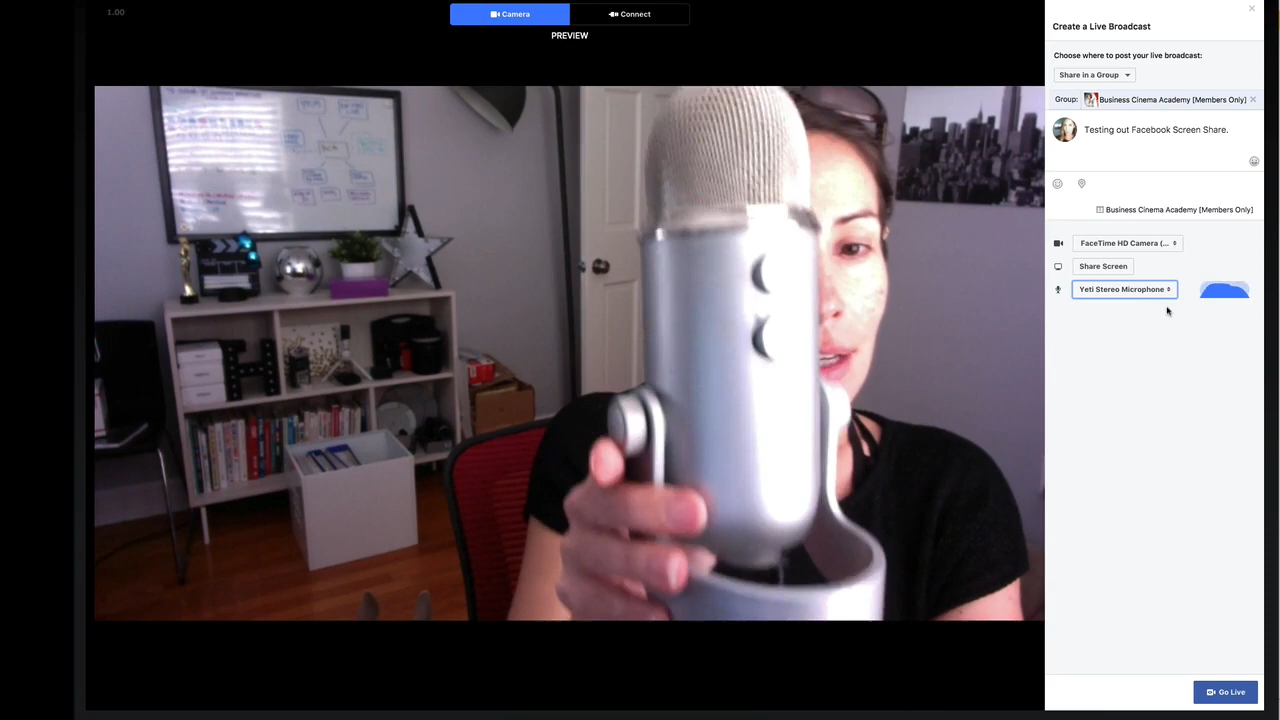 1.00
Camera
Connect
PREVIEW
Create a Live Broadcast
Choose where to post your live broadcast:
Share in a Group
Group: Business Cinema Academy [Members Only]
Testing out Facebook Screen Share.
Business Cinema Academy [Members Only]
FaceTime HD Camera (...
Share Screen
Yeti Stereo Microphone
Go Live